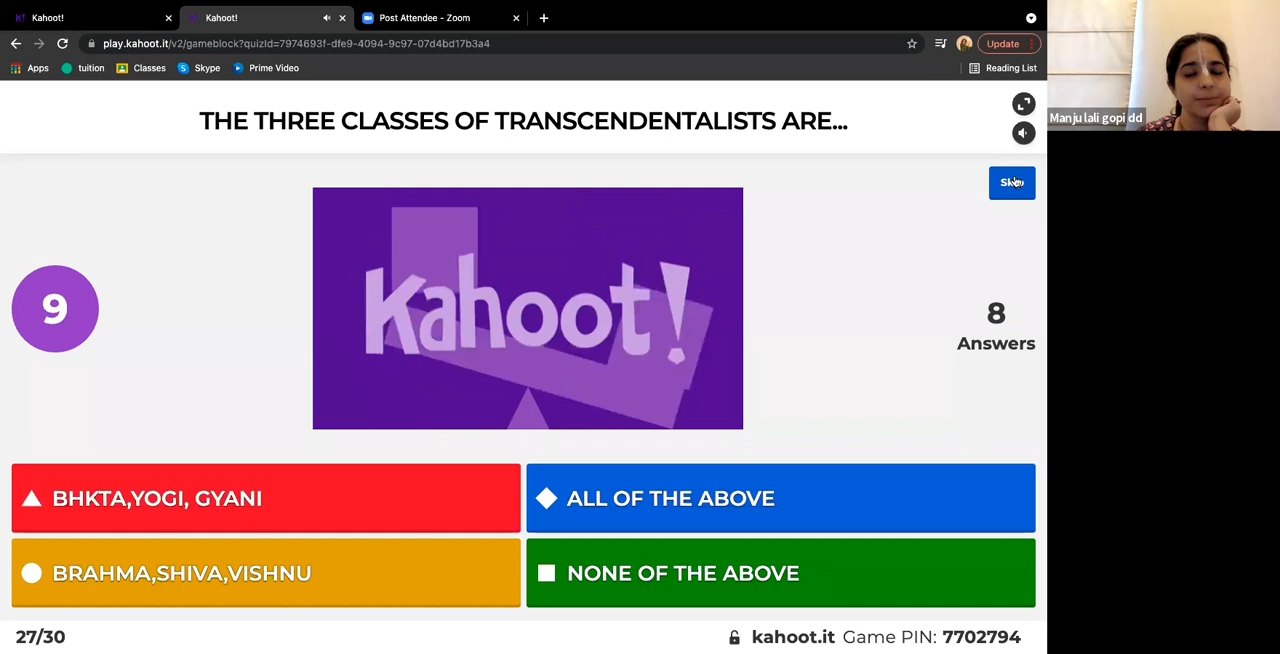 Kahoot!
Kahoot!
Post Attendee - Zoom
play.kahoot.it/v2/gameblock?quizId=7974693f-dfe9-4094-9c97-07d4bd17b3a4
Update
Apps
tuition
Classes
Skype
Prime Video
Reading List
THE THREE CLASSES OF TRANSCENDENTALISTS ARE...
Manju lali gopi dd
Skip
Kahoot!
9
8
Answers
BHKTA,YOGI, GYANI
ALL OF THE ABOVE
BRAHMA,SHIVA,VISHNU
NONE OF THE ABOVE
27/30
kahoot.it Game PIN: 7702794